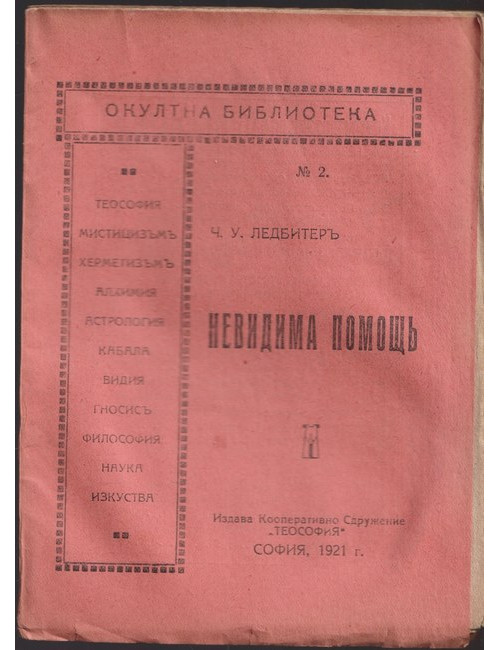 ОКУЛТНА БИБЛИОТЕКА
№ 2.
ТЕОСОФИЯ
МИСТИЦИЗЪМЪ
ХЕРМЕТИЗЪМЪ
АЛХИМИЯ
АСТРОЛОГИЯ
КАБАЛА
ВИДИЯ
ГНОСИСЪ
ФИЛОСОФИЯ
НАУКА
ИЗКУСТВА
Ч. У. ЛЕДБИТЕРЪ
НЕВИДИМА ПОМОЩЬ
Издава Кооперативно Сдружение
„ТЕОСОФИЯ"
СОФИЯ, 1921 г.